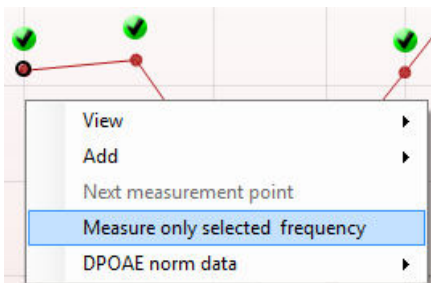 View
Add
Next measurement point
Measure only selected frequency
DPOAE norm data